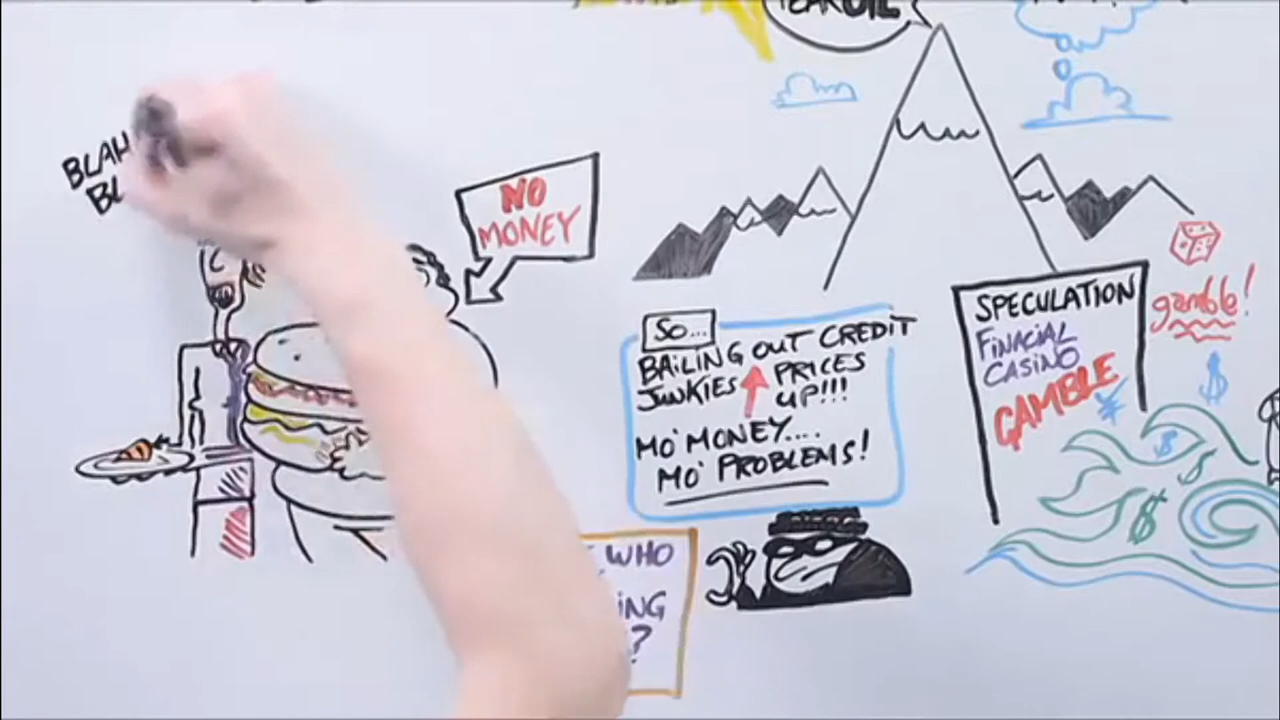 BLAH
NO
MONEY
SO...
BAILING OUT CREDIT
JUNKIES PRICES
UP!!!
MO' MONEY....
MO' PROBLEMS!
SPECULATION
FINACIAL
CASINO
GAMBLE
gamble!
WHO
?